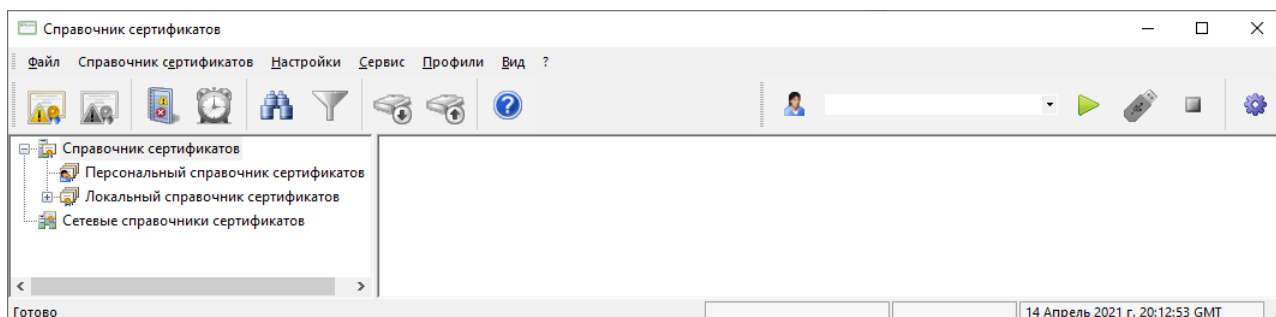 Справочник сертификатов
Файл Справочник сертификатов Настройки Сервис Профили Вид ?
Справочник сертификатов
Персональный справочник сертификатов
Локальный справочник сертификатов
Сетевые справочники сертификатов
Готово 14 Апрель 2021 г. 20:12:53 GMT